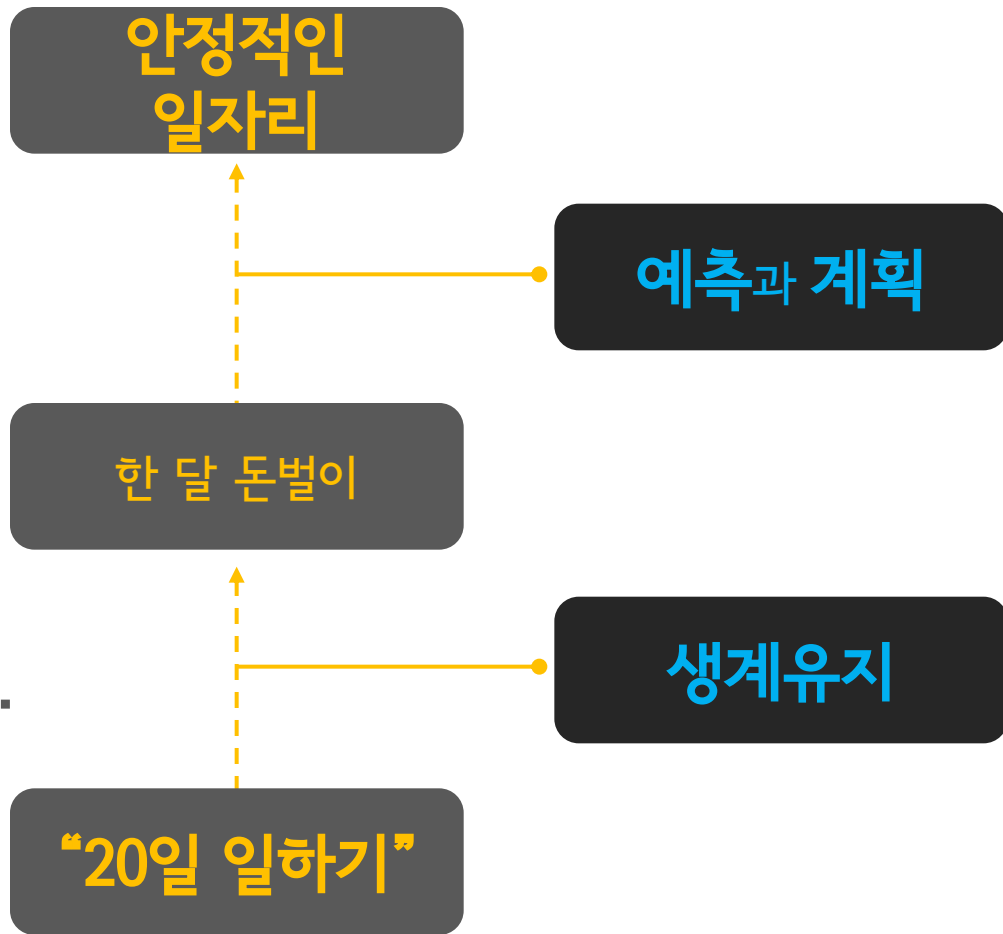 안정적인
일자리
예측과 계획
한 달 돈벌이
생계유지
“20일 일하기”